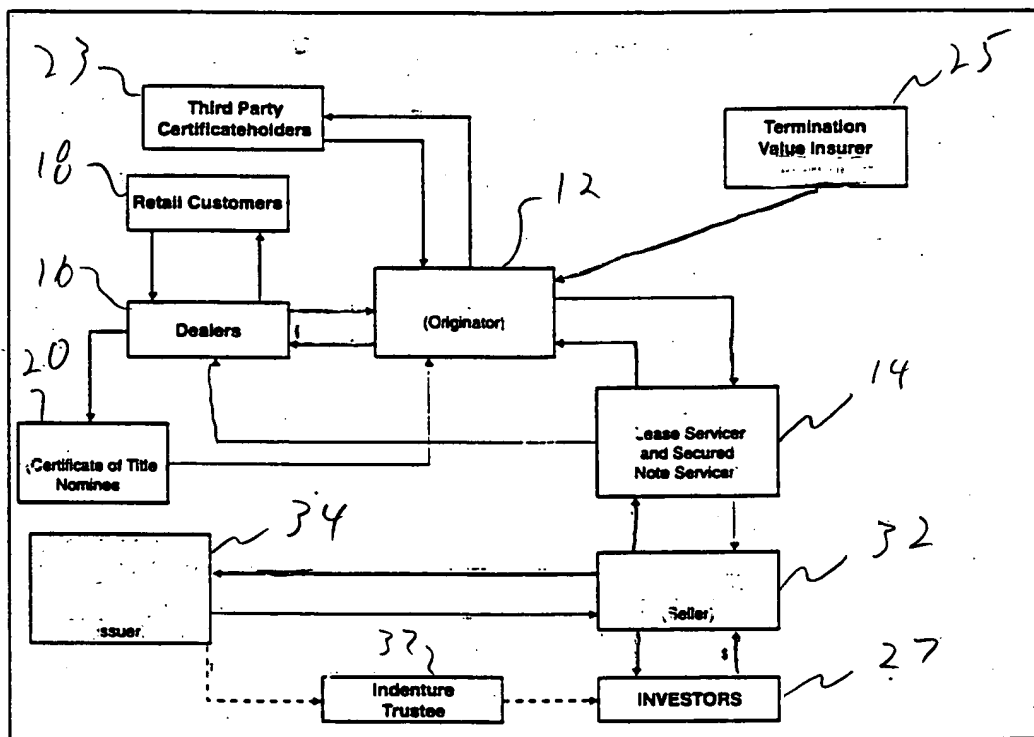 23
Third Party
Certificateholders
25
Termination
Value Insurer
18
Retail Customers
12
(Originator)
16
Dealers
$
20
(Certificate of Title
Nominee
14
Lease Servicer
and Secured
Note Servicer
34
Issuer)
32
(Seller)
$
37
Indenture
Trustee
INVESTORS
27